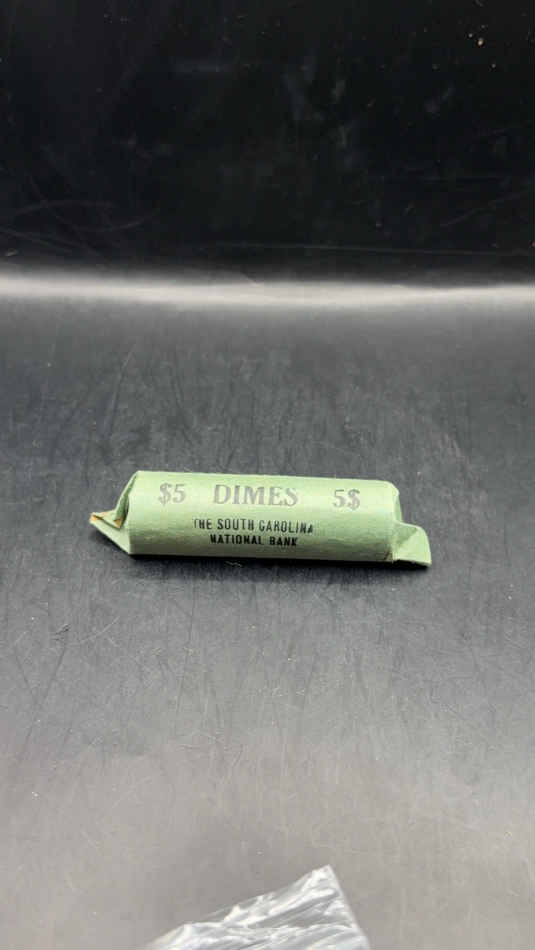 $5 DIMES 5$
THE SOUTH CAROLINA
NATIONAL BANK